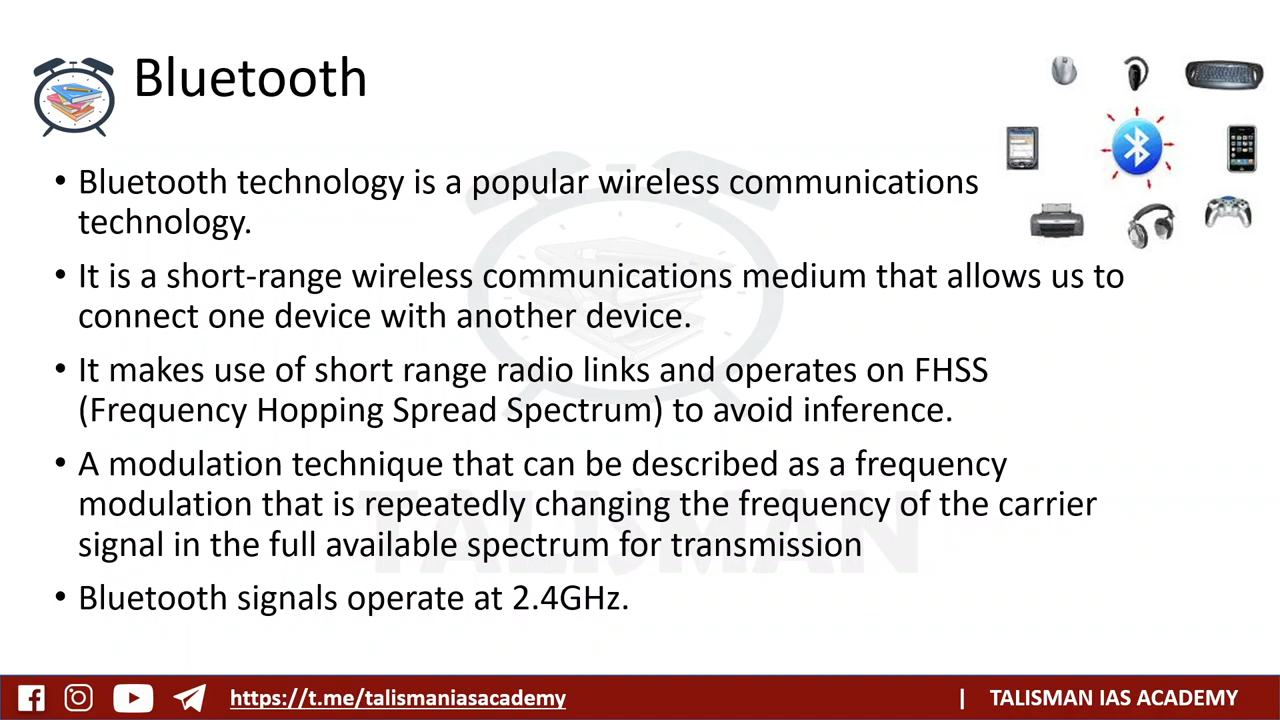 Bluetooth
• Bluetooth technology is a popular wireless communications
technology.
• It is a short-range wireless communications medium that allows us to
connect one device with another device.
• It makes use of short range radio links and operates on FHSS
(Frequency Hopping Spread Spectrum) to avoid inference.
• A modulation technique that can be described as a frequency
modulation that is repeatedly changing the frequency of the carrier
signal in the full available spectrum for transmission
• Bluetooth signals operate at 2.4GHz.
TALISMAN
https://t.me/talismaniasacademy | TALISMAN IAS ACADEMY